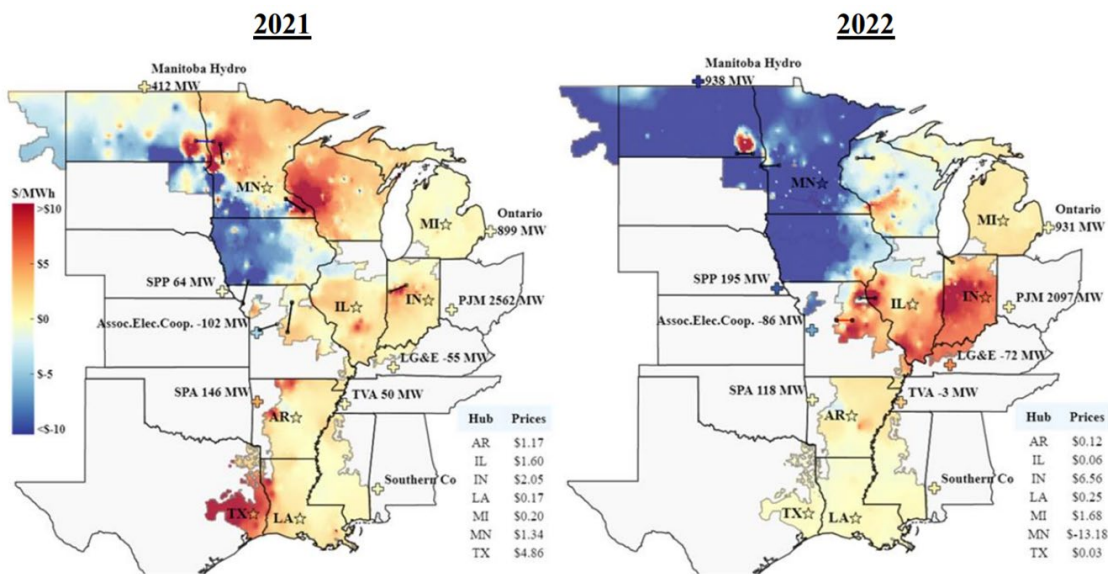 2021
2022
Manitoba Hydro
412 MW
$/MWh
>$10
$5
$0
$-5
<$-10
MN
MI
Ontario
899 MW
SPP 64 MW
IL
IN
PJM 2562 MW
Assoc.Elec.Coop. -102 MW
LG&E -55 MW
SPA 146 MW
TVA 50 MW
AR
Southern Co
TX
LA
Hub Prices
AR $1.17
IL $1.60
IN $2.05
LA $0.17
MI $0.20
MN $1.34
TX $4.86
Manitoba Hydro
938 MW
MN
MI
Ontario
931 MW
SPP 195 MW
IL
IN
PJM 2097 MW
Assoc.Elec.Coop. -86 MW
LG&E -72 MW
SPA 118 MW
TVA -3 MW
AR
Southern Co
TX
LA
Hub Prices
AR $0.12
IL $0.06
IN $6.56
LA $0.25
MI $1.68
MN $-13.18
TX $0.03